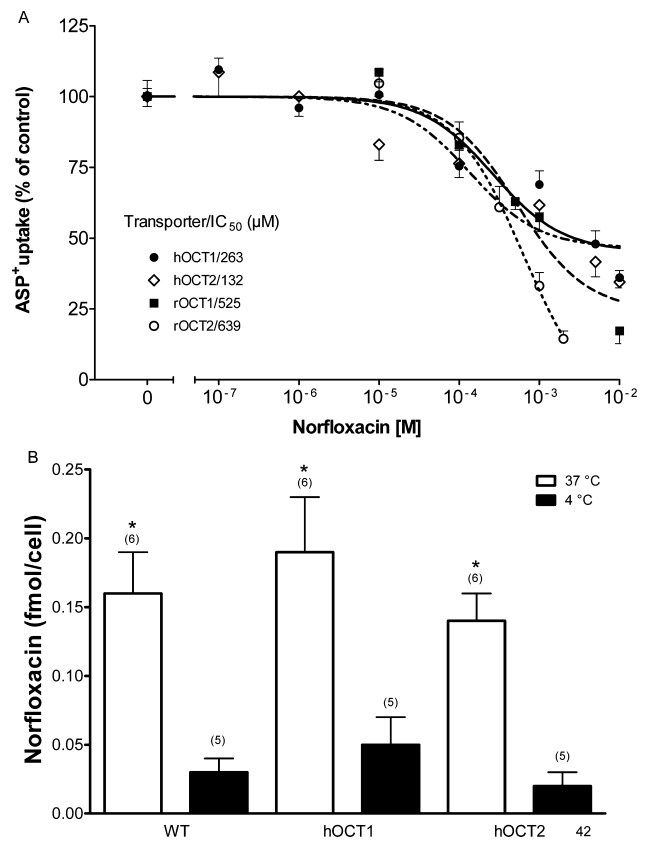 A
125
100
75
50
25
0
ASP+uptake (% of control)
Transporter/IC50 (µM)
hOCT1/263
hOCT2/132
rOCT1/525
rOCT2/639
0 10-7 10-6 10-5 10-4 10-3 10-2
Norfloxacin [M]
B
0.25
0.20
0.15
0.10
0.05
0.00
Norfloxacin (fmol/cell)
37 °C
4 °C
* * *
(6) (6) (6)
(5) (5) (5)
WT hOCT1 hOCT2 42